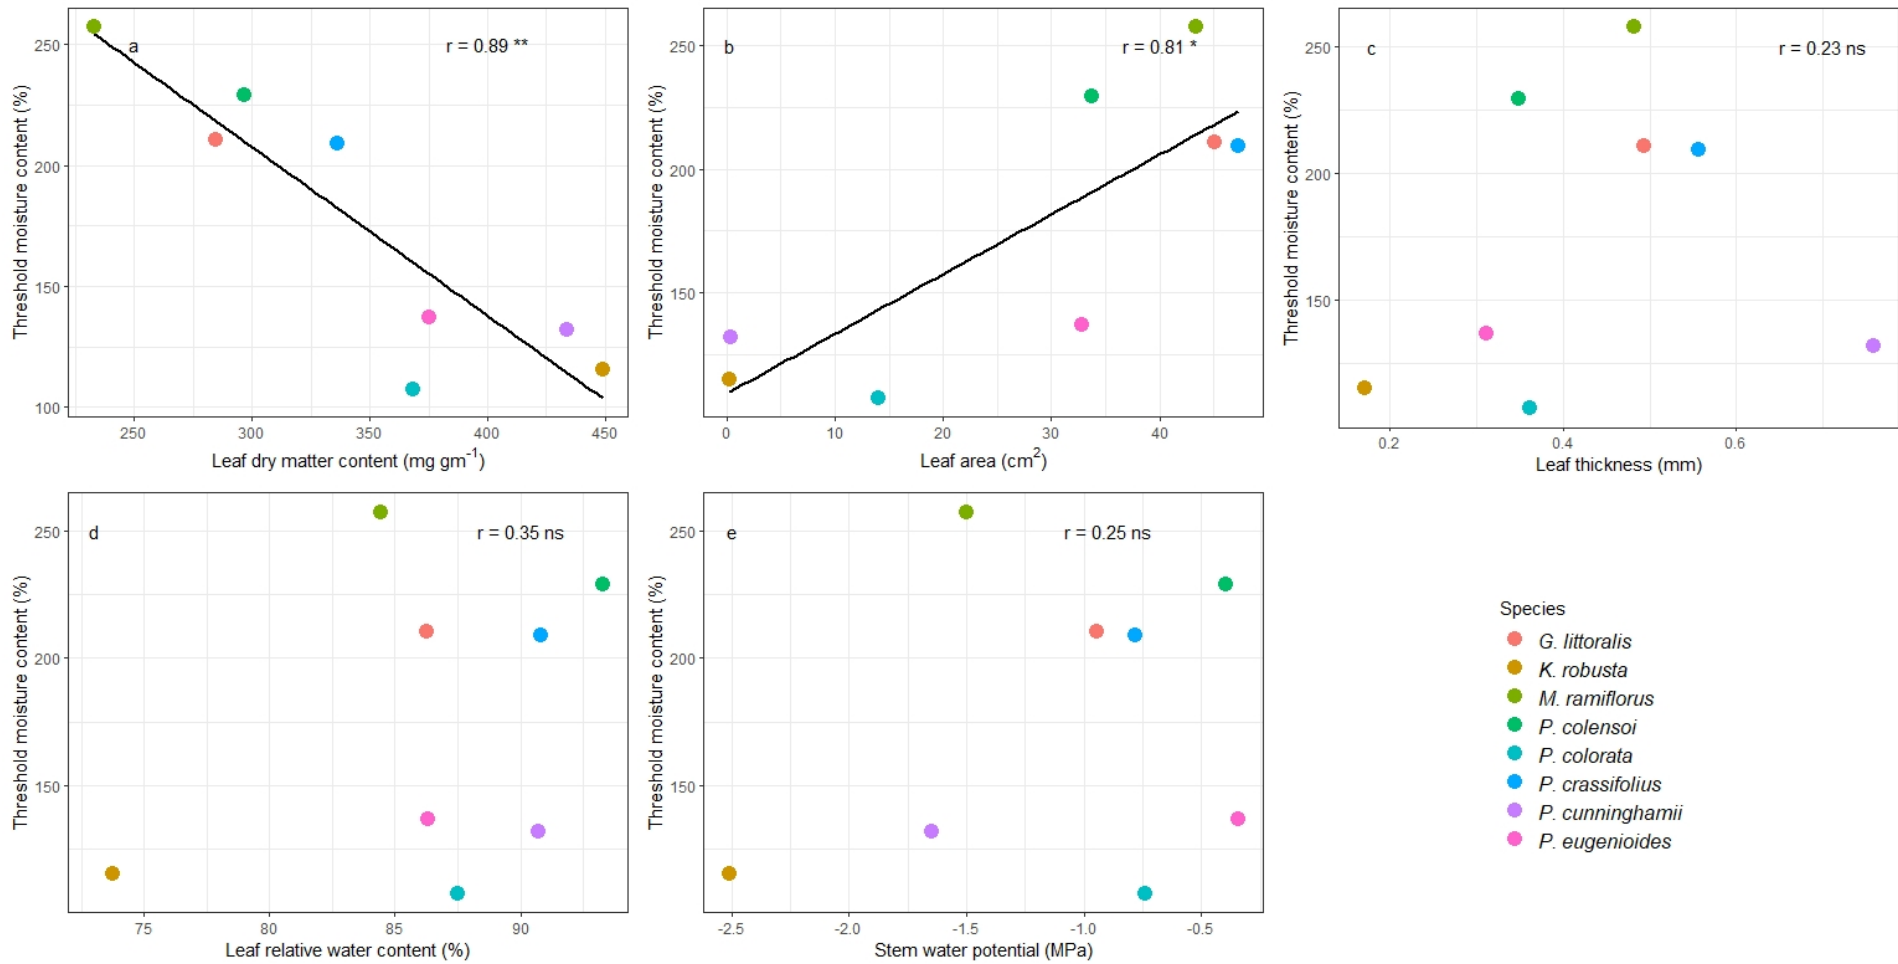 a
r = 0.89 **
250
200
150
100
250
300
350
400
450
Threshold moisture content (%)
Leaf dry matter content (mg gm⁻¹)
b
r = 0.81 *
250
200
150
0
10
20
30
40
Threshold moisture content (%)
Leaf area (cm²)
c
r = 0.23 ns
250
200
150
0.2
0.4
0.6
Threshold moisture content (%)
Leaf thickness (mm)
d
r = 0.35 ns
250
200
150
75
80
85
90
Threshold moisture content (%)
Leaf relative water content (%)
e
r = 0.25 ns
250
200
150
-2.5
-2.0
-1.5
-1.0
-0.5
Threshold moisture content (%)
Stem water potential (MPa)
Species
G. littoralis
K. robusta
M. ramiflorus
P. colensoi
P. colorata
P. crassifolius
P. cunninghamii
P. eugenioides